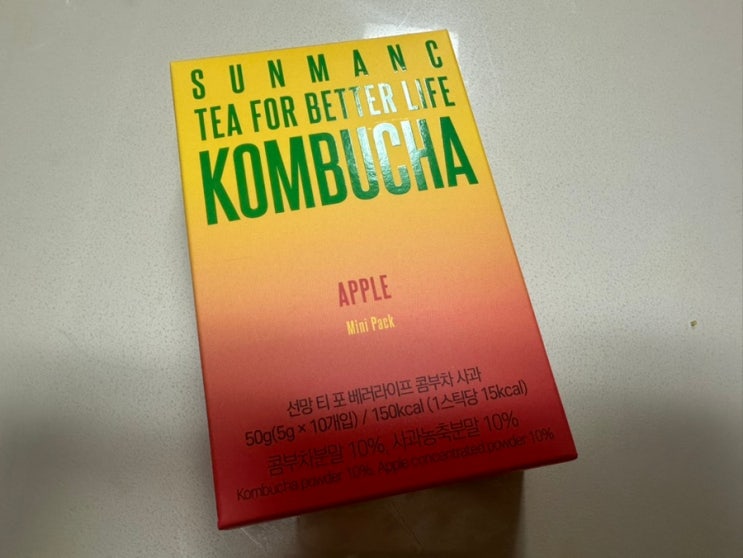 SUNMANC
TEA FOR BETTER LIFE
KOMBUCHA
APPLE
Mini Pack
선망 티 포 베러라이프 콤부차 사과
50g(5g × 10개입) / 150kcal (1스틱당 15kcal)
콤부차분말 10%, 사과농축분말 10%
Kombucha powder 10%, Apple concentrated powder 10%